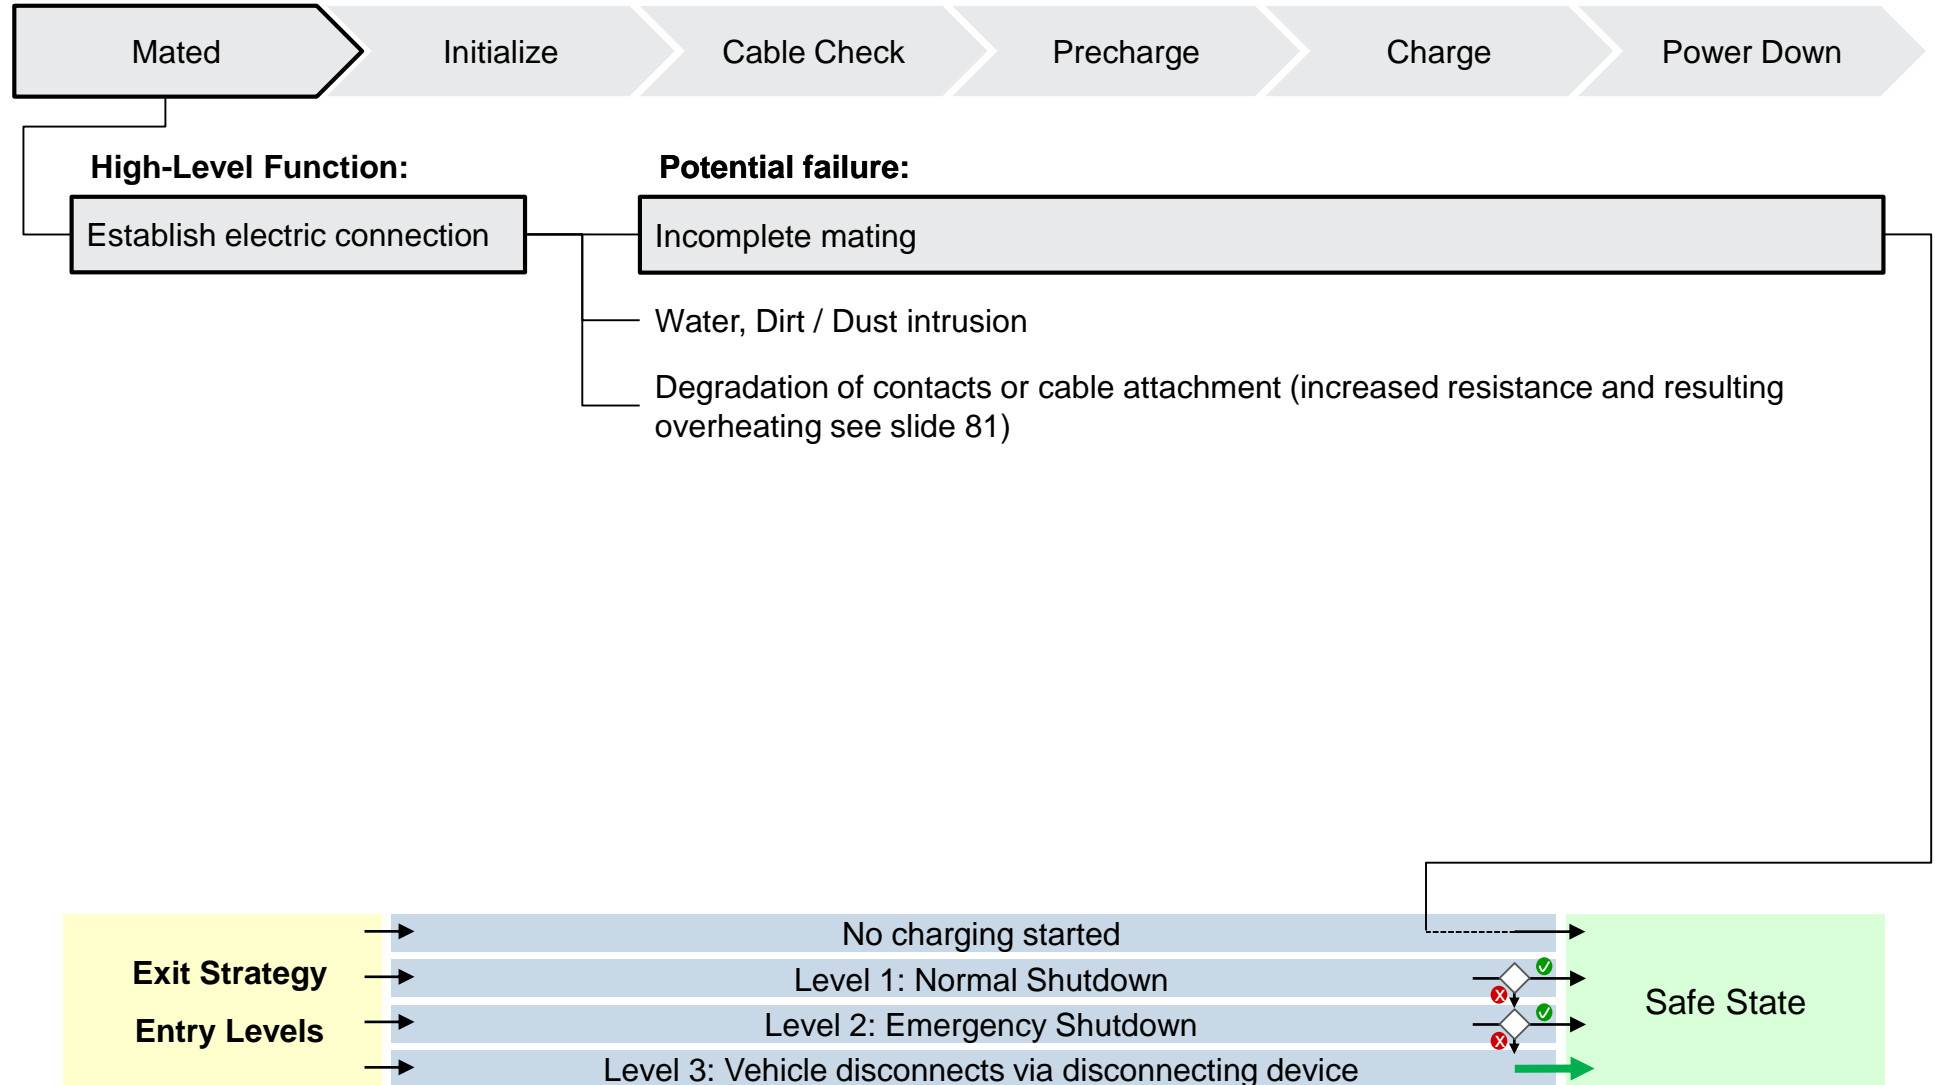 Mated
Initialize
Cable Check
Precharge
Charge
Power Down
High-Level Function:
Potential failure:
Establish electric connection
Incomplete mating
Water, Dirt / Dust intrusion
Degradation of contacts or cable attachment (increased resistance and resulting
overheating see slide 81)
Exit Strategy
Entry Levels
No charging started
Level 1: Normal Shutdown
Level 2: Emergency Shutdown
Level 3: Vehicle disconnects via disconnecting device
Safe State